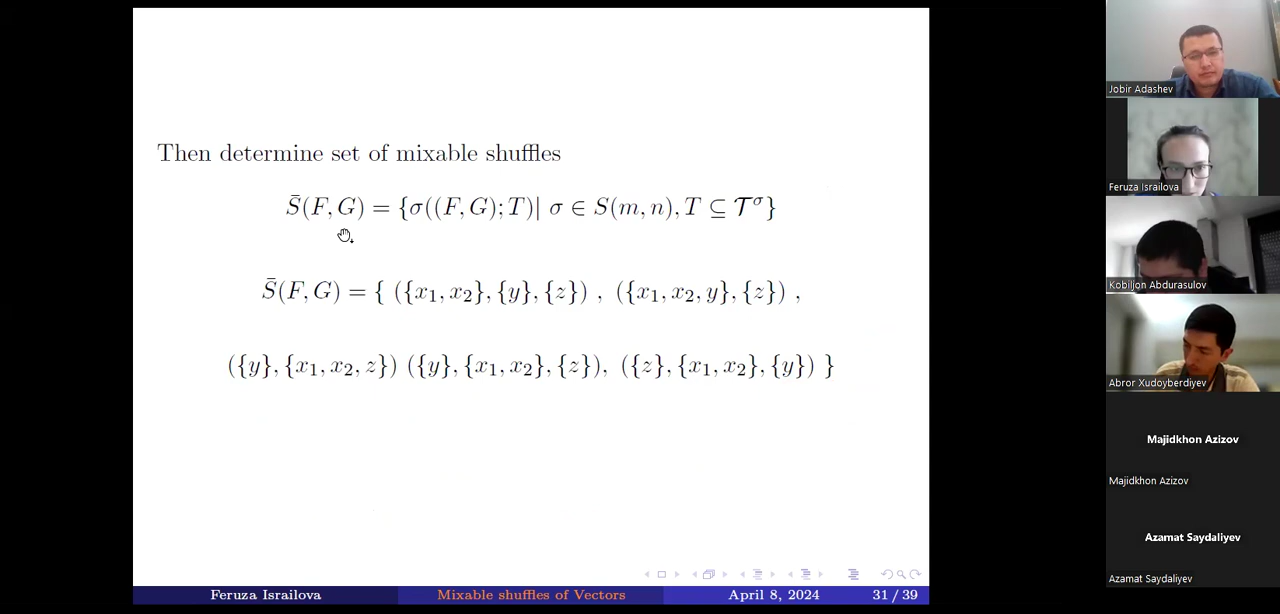 Then determine set of mixable shuffles
S̄(F, G) = {σ((F, G); T)| σ ∈ S(m, n), T ⊆ 𝒯^σ}
S̄(F, G) = { ({x₁, x₂}, {y}, {z}) , ({x₁, x₂, y}, {z}) ,
({y}, {x₁, x₂, z}) ({y}, {x₁, x₂}, {z}), ({z}, {x₁, x₂}, {y}) }
Feruza Israilova Mixable shuffles of Vectors April 8, 2024 31 / 39
Jobir Adashev
Feruza Israilova
Kobiljon Abdurasulov
Abror Xudoyberdiyev
Majidkhon Azizov
Majidkhon Azizov
Azamat Saydaliyev
Azamat Saydaliyev